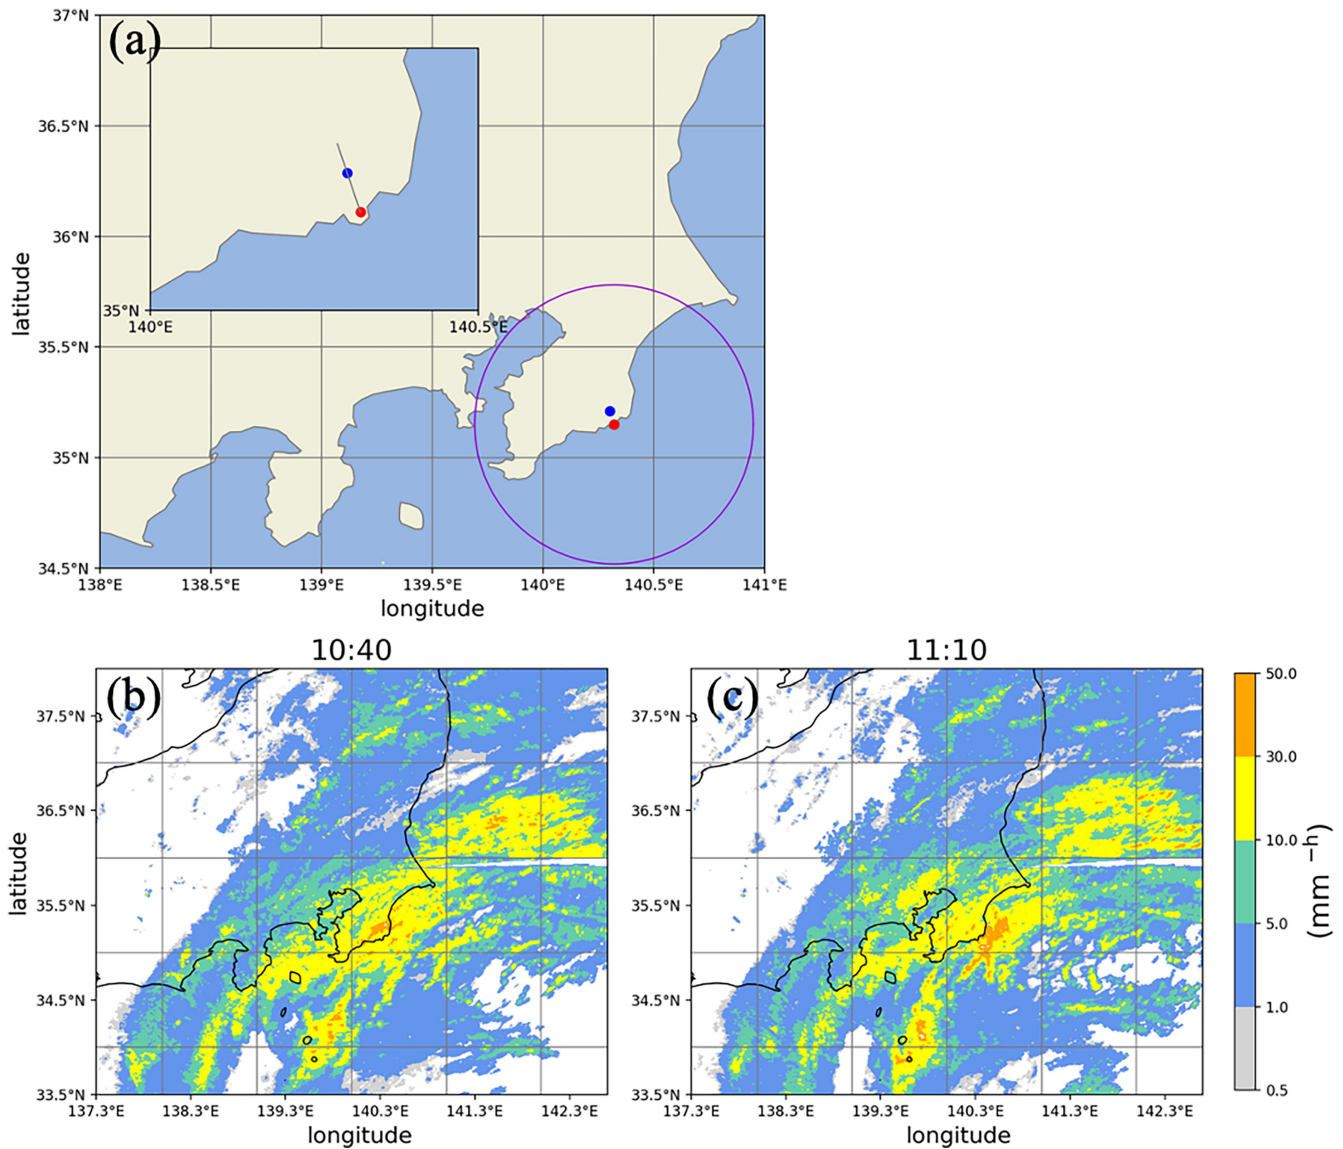 (a)
37°N
36.5°N
36°N
35.5°N
35°N
34.5°N
latitude
35°N
140°E
140.5°E
138°E
138.5°E
139°E
139.5°E
140°E
140.5°E
141°E
longitude
10:40
(b)
37.5°N
36.5°N
35.5°N
34.5°N
33.5°N
latitude
137.3°E
138.3°E
139.3°E
140.3°E
141.3°E
142.3°E
longitude
11:10
(c)
37.5°N
36.5°N
35.5°N
34.5°N
33.5°N
137.3°E
138.3°E
139.3°E
140.3°E
141.3°E
142.3°E
longitude
50.0
30.0
10.0
5.0
1.0
0.5
(mm ⁻ʰ)